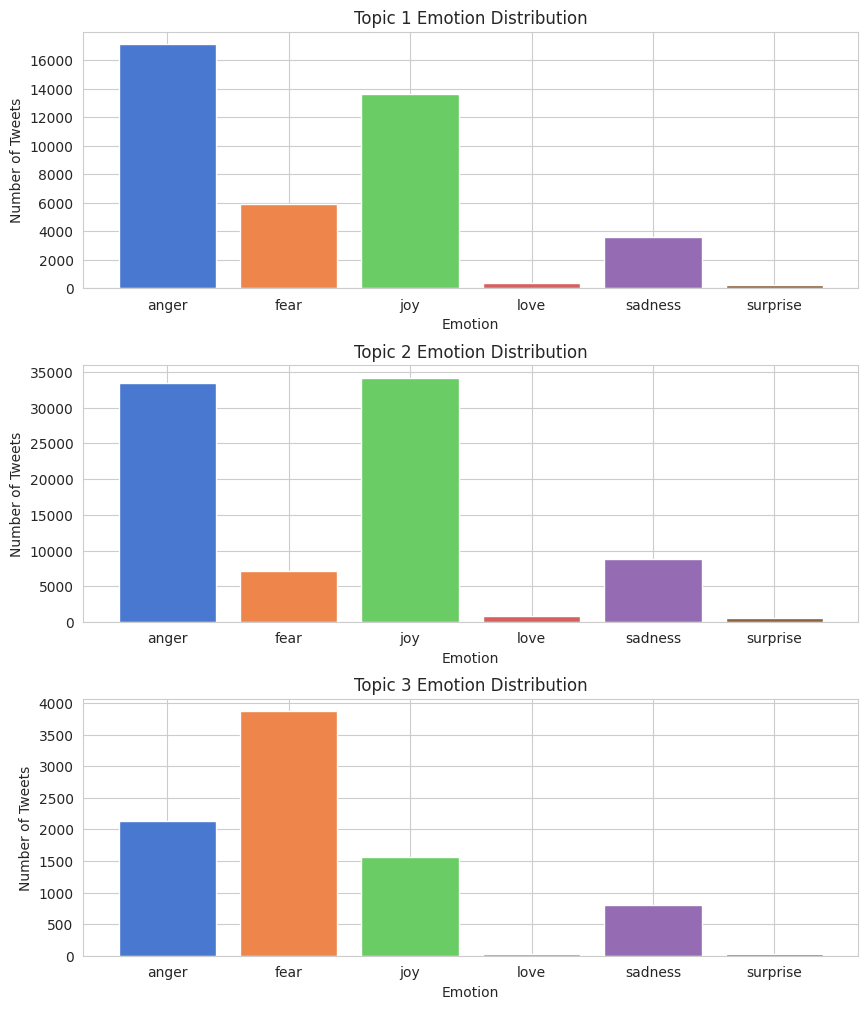 Topic 1 Emotion Distribution
Number of Tweets
16000
14000
12000
10000
8000
6000
4000
2000
0
anger fear joy love sadness surprise
Emotion
Topic 2 Emotion Distribution
Number of Tweets
35000
30000
25000
20000
15000
10000
5000
0
anger fear joy love sadness surprise
Emotion
Topic 3 Emotion Distribution
Number of Tweets
4000
3500
3000
2500
2000
1500
1000
500
0
anger fear joy love sadness surprise
Emotion